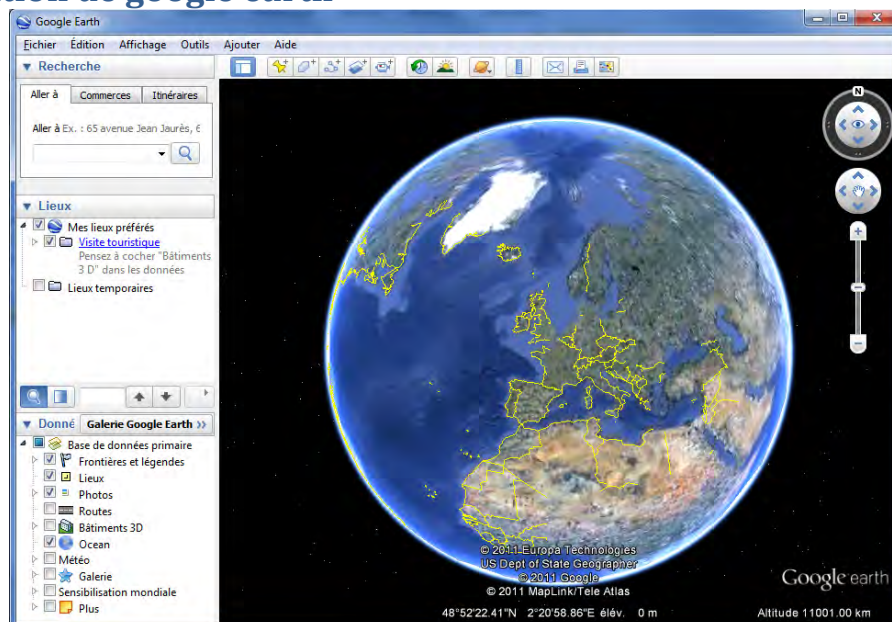 tion de google earth
Google Earth
Fichier Édition Affichage Outils Ajouter Aide
Recherche
Aller à Commerces Itinéraires
Aller à Ex. : 65 avenue Jean Jaurès, 6
Lieux
Mes lieux préférés
Visite touristique
Pensez à cocher "Bâtiments
3 D" dans les données
Lieux temporaires
Donné Galerie Google Earth >>
Base de données primaire
Frontières et légendes
Lieux
Photos
Routes
Bâtiments 3D
Ocean
Météo
Galerie
Sensibilisation mondiale
Plus
N
© 2011 Europa Technologies
US Dept of State Geographer
© 2011 Google
© 2011 MapLink/Tele Atlas
Google earth
48°52'22.41"N 2°20'58.86"E élév. 0 m Altitude 11001.00 km